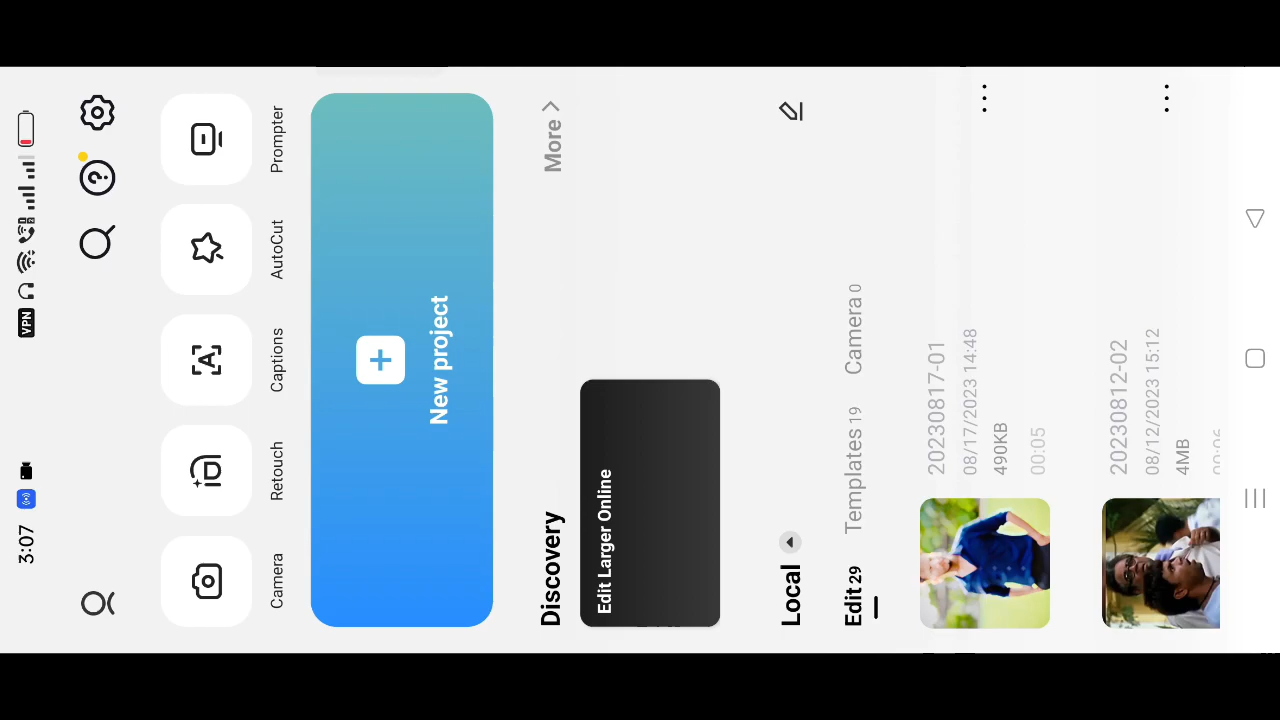 3:07
VPN
Camera
Retouch
Captions
AutoCut
Prompter
New project
Discovery
More
Edit Larger Online
Local
Edit 29
Templates 19
Camera 0
20230817-01
08/17/2023 14:48
490KB
00:05
20230812-02
08/12/2023 15:12
4MB
00:06